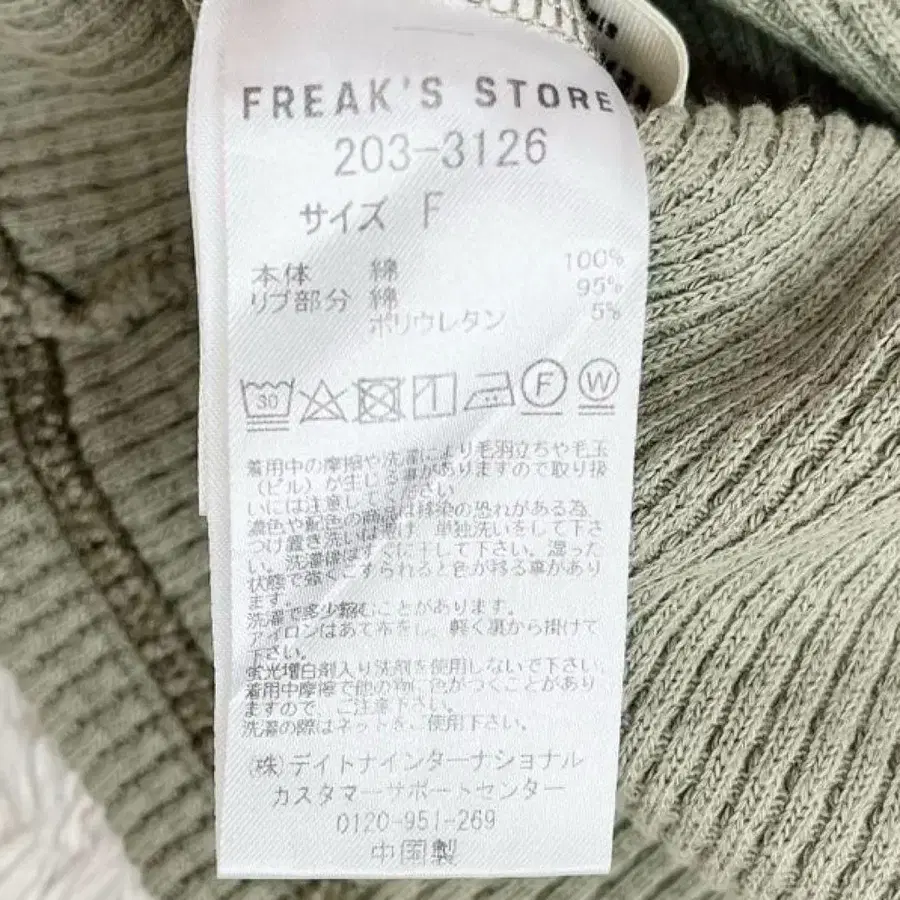 FREAK'S STORE
203-3126
サイズ F
本体 綿 100%
リブ部分 綿 95%
ポリウレタン 5%
30 F W
着用中の摩擦や洗濯により毛羽立ちや毛玉
(ピル)が生じる事がありますので取り扱
いには注意してください
濃色や配色の商品は移染の恐れがある為、
つけ置き洗いは避け、単独洗いをして下さ
い。洗濯後はすぐに干して下さい。湿った
状態で強くこすられると色が移る事があり
ます。
洗濯で多少縮むことがあります。
アイロンはあて布をし、軽く裏から掛けて
下さい。
蛍光増白剤入り洗剤を使用しないで下さい。
着用中摩擦で他の物に色がつくことがあり
ますので、ご注意下さい。
洗濯の際はネットをご使用下さい。
(株)デイトナインターナショナル
カスタマーサポートセンター
0120-951-269
中国製